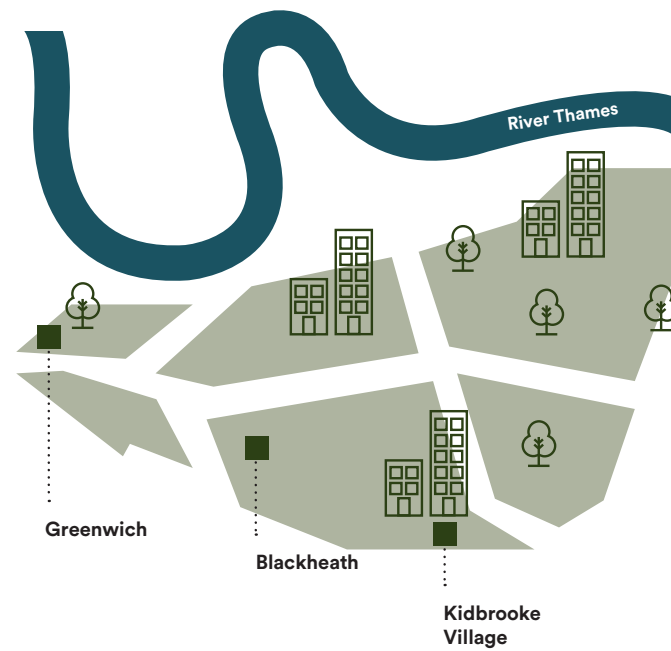 River Thames
Greenwich
Blackheath
Kidbrooke
Village